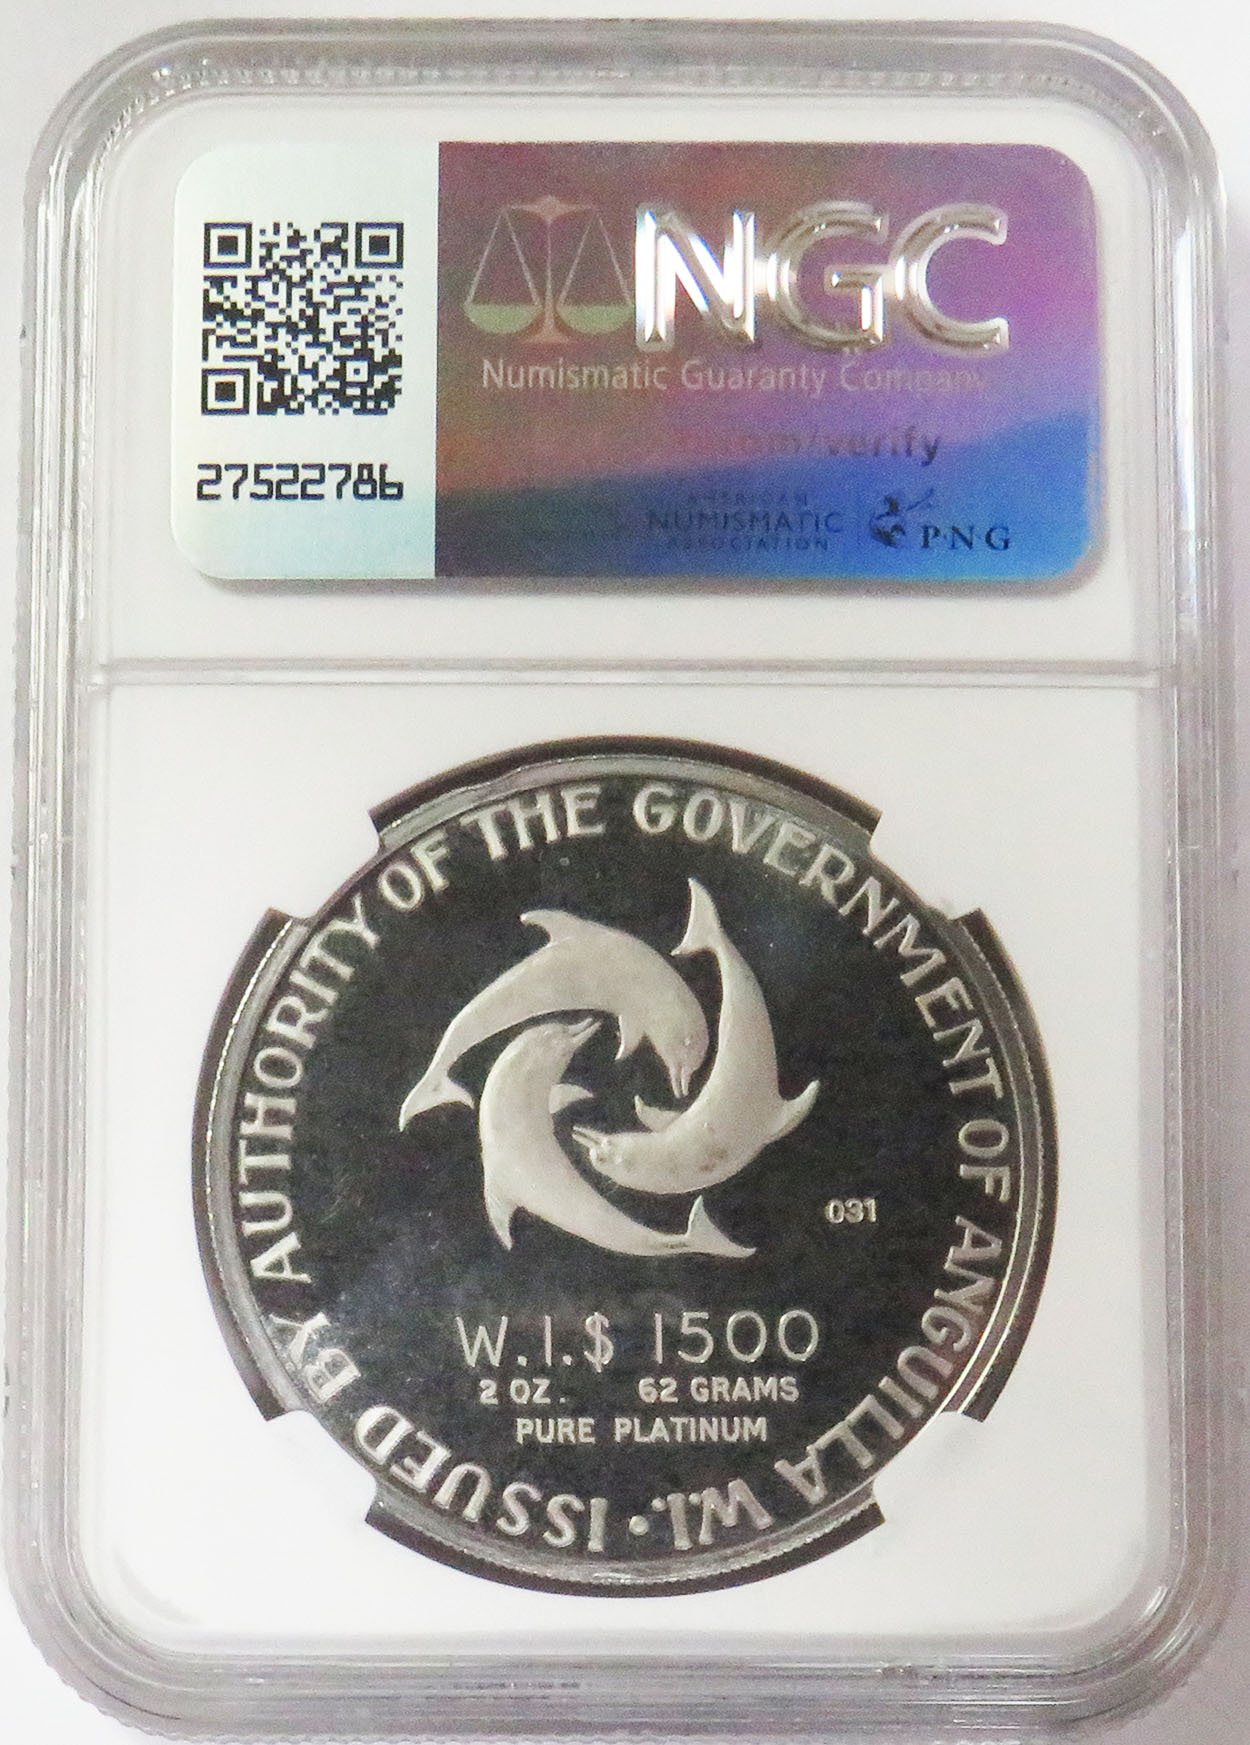 NGC
Numismatic Guaranty Company
com/verify
27522786
AMERICAN
NUMISMATIC
ASSOCIATION
P·N·G
ISSUED BY AUTHORITY OF THE GOVERNMENT OF ANGUILLA W.I. •
031
W.I.$ 1500
2 OZ. 62 GRAMS
PURE PLATINUM